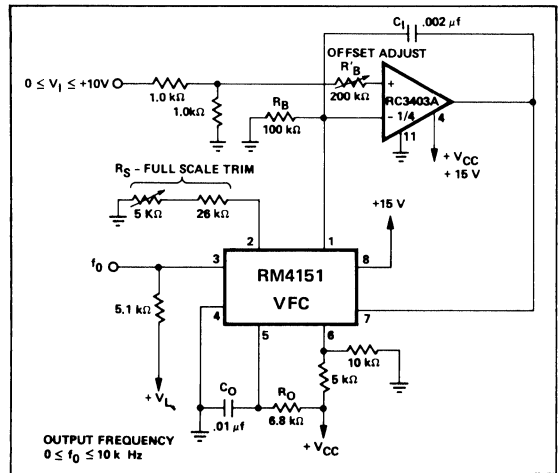 C_I .002 µf
OFFSET ADJUST
0 ≤ V_I ≤ +10V
1.0 kΩ
R'_B
200 kΩ
+
RC3403A
- 1/4
4
11
1.0kΩ
R_B
100 kΩ
+ V_CC
+ 15 V
R_S - FULL SCALE TRIM
5 KΩ
26 kΩ
+15 V
2
1
f_0
3
8
RM4151
VFC
5.1 kΩ
4
7
5
6
10 kΩ
5 kΩ
+ V_L
C_O
R_O
.01 µf
6.8 kΩ
+ V_CC
OUTPUT FREQUENCY
0 ≤ f_0 ≤ 10 k Hz